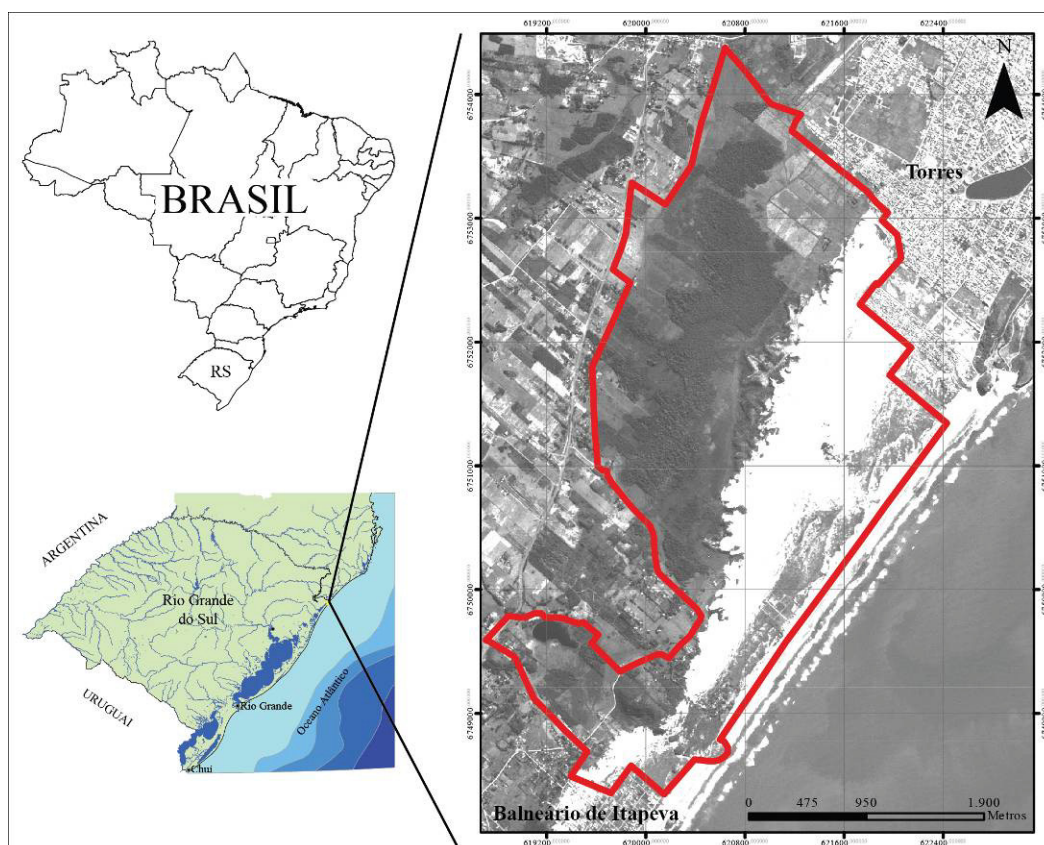 BRASIL
RS
ARGENTINA
Rio Grande
do Sul
URUGUAI
Rio Grande
Oceano Atlântico
Chuí
619200
620000
620800
621600
622400
N
Torres
6754000
6753000
6752000
6751000
6750000
6749000
Balneário de Itapeva
0 475 950 1.900
Metros
619200
620000
620800
621600
622400